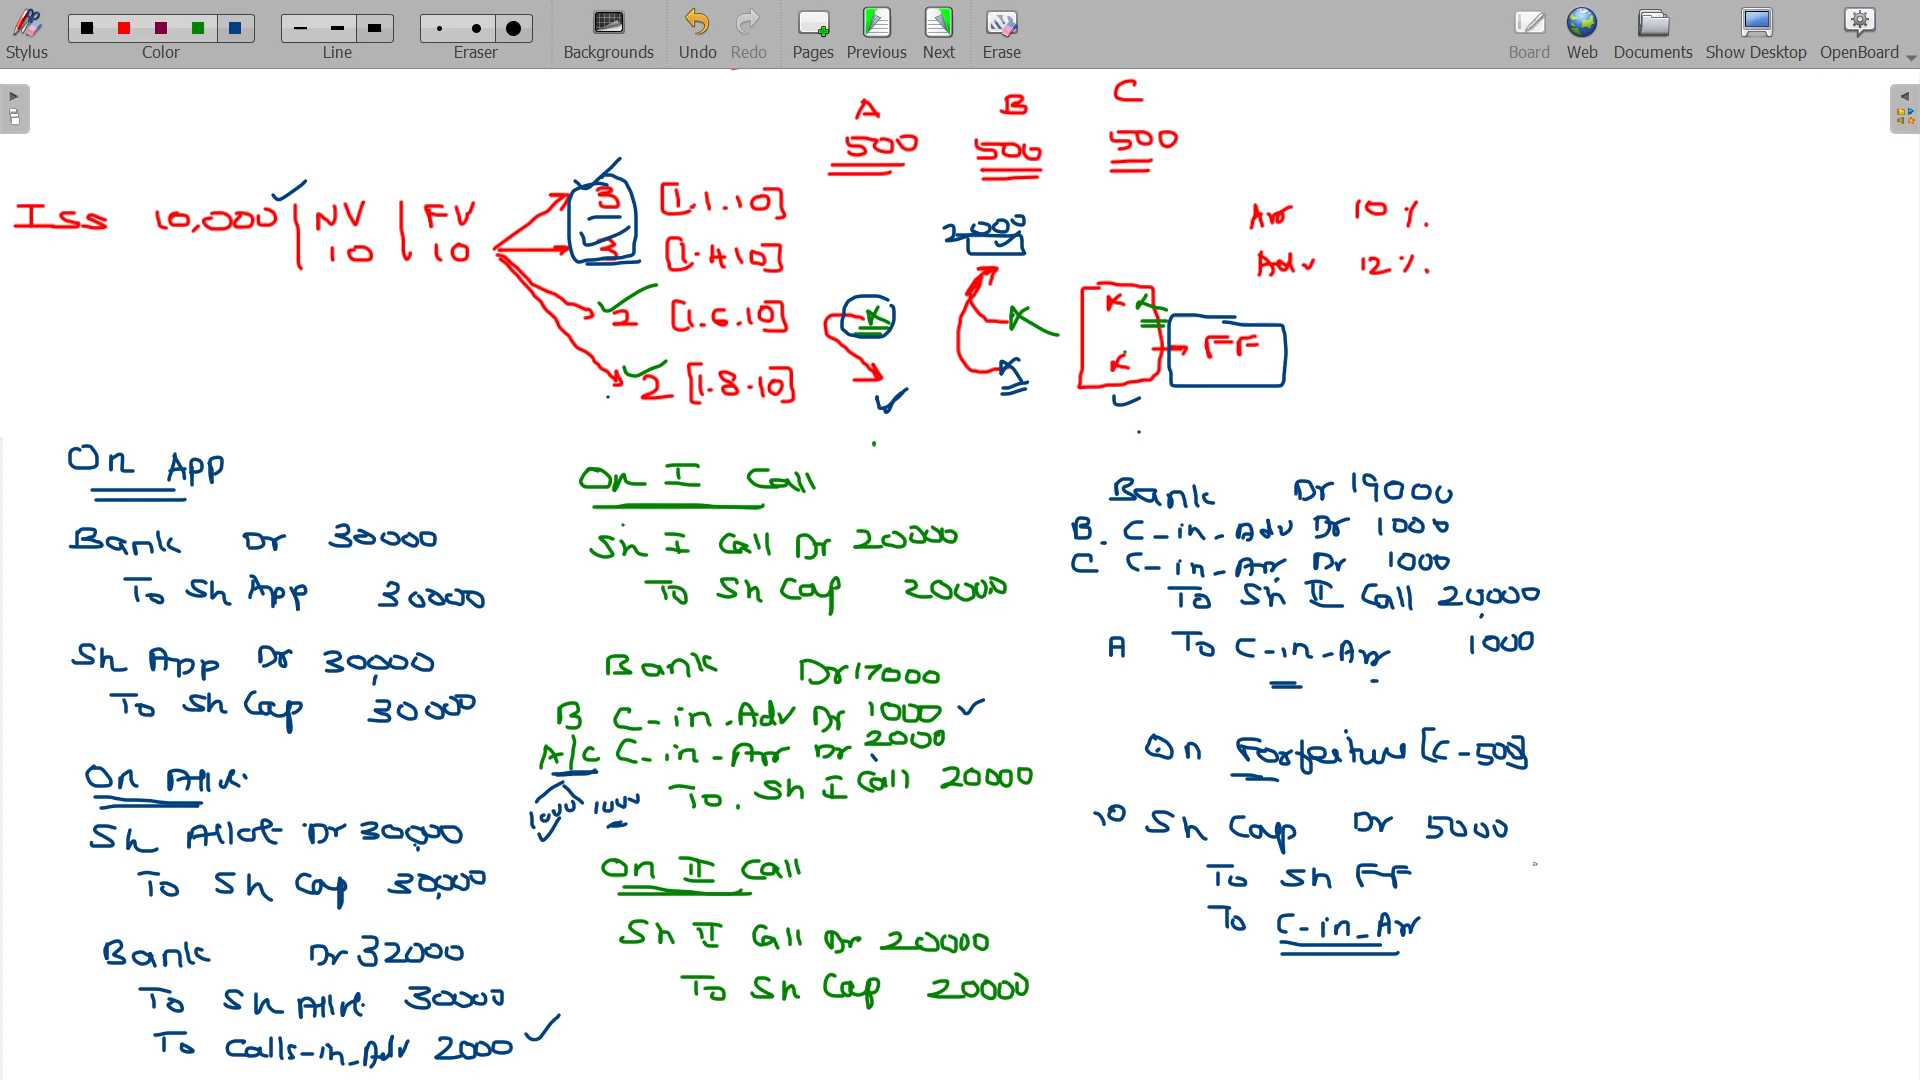 Stylus Color Line Eraser Backgrounds Undo Redo Pages Previous Next Erase Board Web Documents Show Desktop OpenBoard
A B C
500 500 500
Iss 10,000 | NV | FV
10 10
3 [1.1.10]
3 [1.4.10]
2 [1.6.10]
2 [1.8.10]
2000
FF
Arr 10 %.
Adv 12 %.
On App
Bank Dr 30000
To Sh App 30000
Sh App Dr 30000
To Sh Cap 30000
On Allt.
Sh Allot Dr 30000
To Sh Cap 30000
Bank Dr 32000
To Sh Allt. 30000
To Calls-in-Adv 2000
On I Call
Sh I Call Dr 20000
To Sh Cap 20000
Bank Dr 17000
B C-in-Adv Dr 1000
A/C C-in-Arr Dr 2000
To Sh I Call 20000
1000 1000
On II Call
Sh II Call Dr 20000
To Sh Cap 20000
Bank Dr 19000
B. C-in-Adv Dr 1000
C C-in-Arr Dr 1000
To Sh II Call 20000
A To C-in-Arr 1000
On Forfeiture [C-500]
10 Sh Cap Dr 5000
To Sh FF
To C-in-Arr